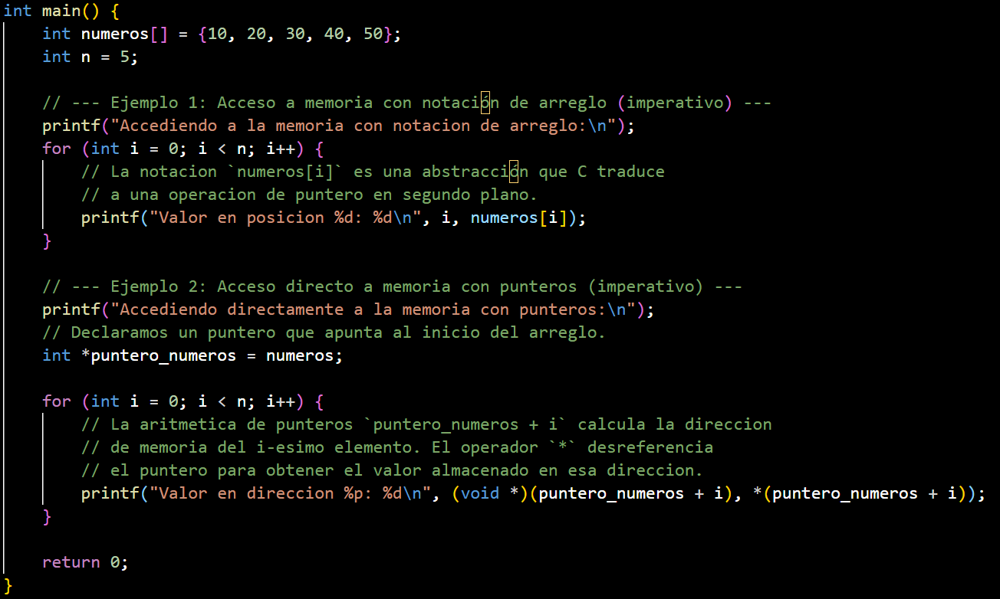 int main() {
    int numeros[] = {10, 20, 30, 40, 50};
    int n = 5;

    // --- Ejemplo 1: Acceso a memoria con notación de arreglo (imperativo) ---
    printf("Accediendo a la memoria con notacion de arreglo:\n");
    for (int i = 0; i < n; i++) {
        // La notacion `numeros[i]` es una abstracción que C traduce
        // a una operacion de puntero en segundo plano.
        printf("Valor en posicion %d: %d\n", i, numeros[i]);
    }

    // --- Ejemplo 2: Acceso directo a memoria con punteros (imperativo) ---
    printf("Accediendo directamente a la memoria con punteros:\n");
    // Declaramos un puntero que apunta al inicio del arreglo.
    int *puntero_numeros = numeros;

    for (int i = 0; i < n; i++) {
        // La aritmetica de punteros `puntero_numeros + i` calcula la direccion
        // de memoria del i-esimo elemento. El operador `*` desreferencia
        // el puntero para obtener el valor almacenado en esa direccion.
        printf("Valor en direccion %p: %d\n", (void *)(puntero_numeros + i), *(puntero_numeros + i));
    }

    return 0;
}